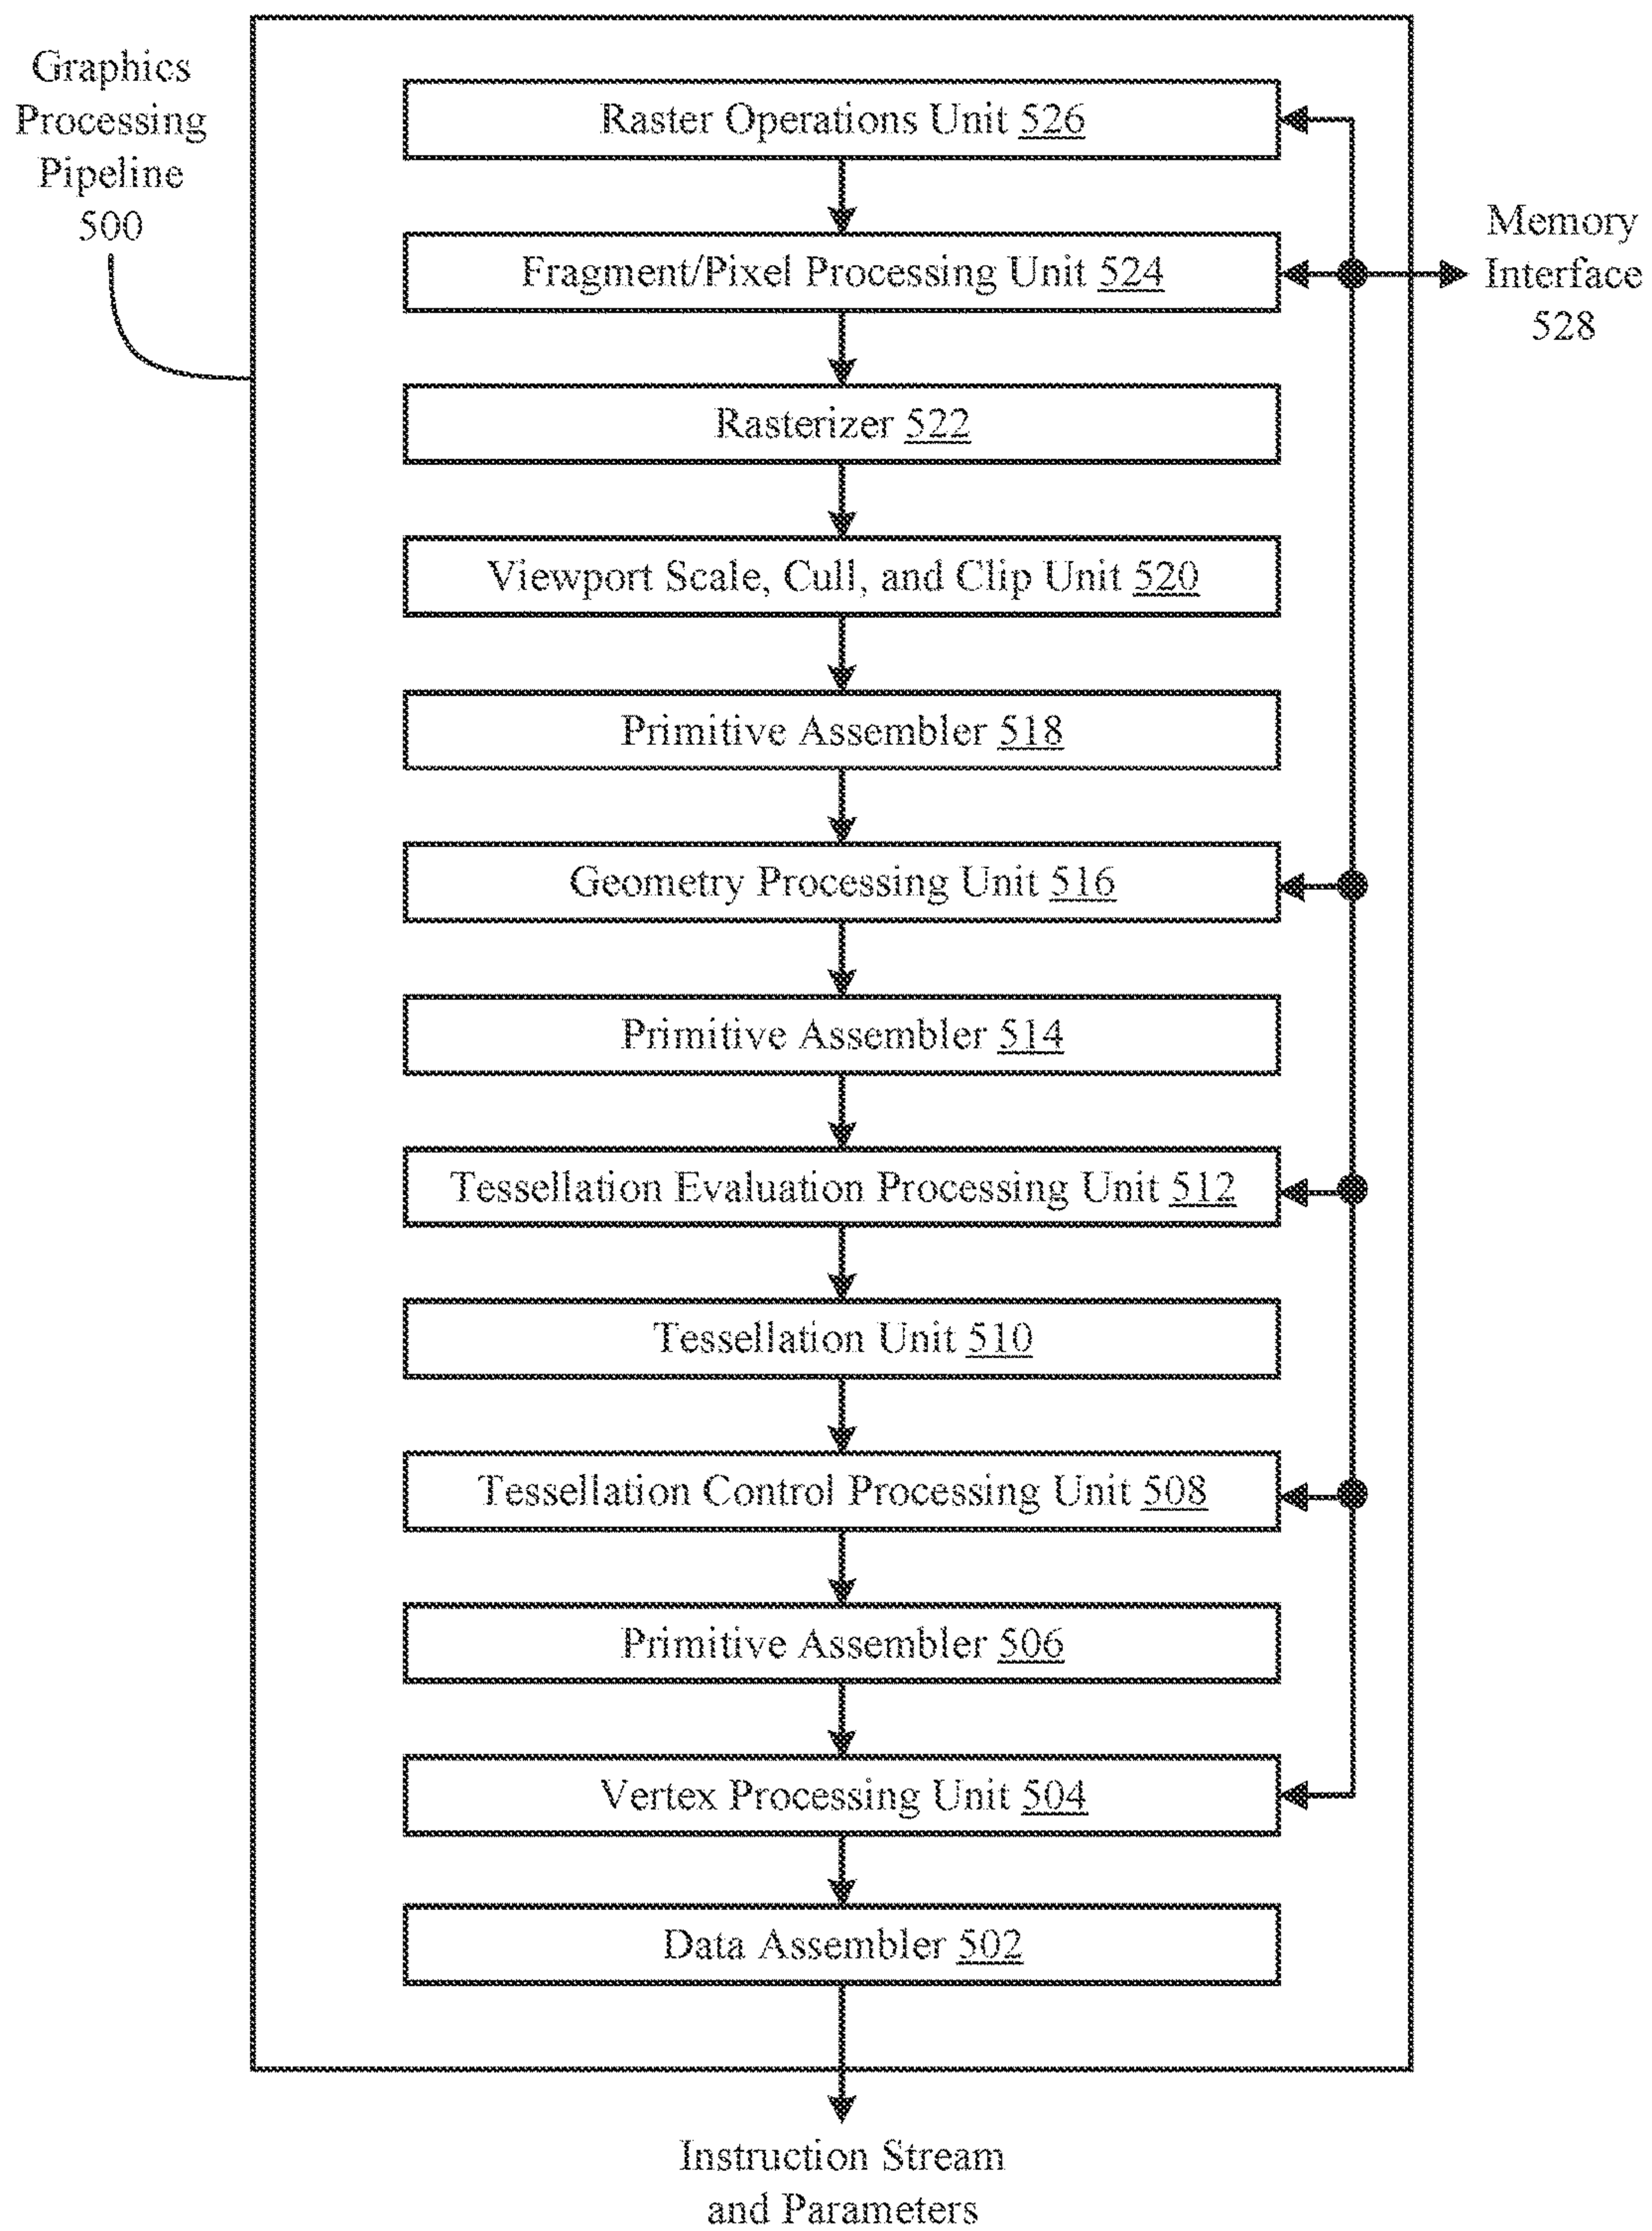 Graphics
Processing
Pipeline
500
Raster Operations Unit 526
Fragment/Pixel Processing Unit 524
Memory
Interface
528
Rasterizer 522
Viewport Scale, Cull, and Clip Unit 520
Primitive Assembler 518
Geometry Processing Unit 516
Primitive Assembler 514
Tessellation Evaluation Processing Unit 512
Tessellation Unit 510
Tessellation Control Processing Unit 508
Primitive Assembler 506
Vertex Processing Unit 504
Data Assembler 502
Instruction Stream
and Parameters